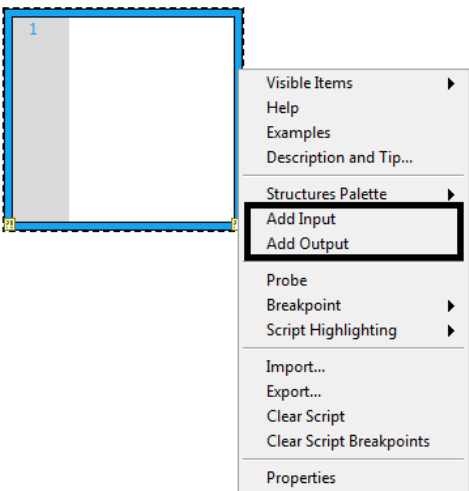 1
Visible Items
Help
Examples
Description and Tip...
Structures Palette
Add Input
Add Output
Probe
Breakpoint
Script Highlighting
Import...
Export...
Clear Script
Clear Script Breakpoints
Properties